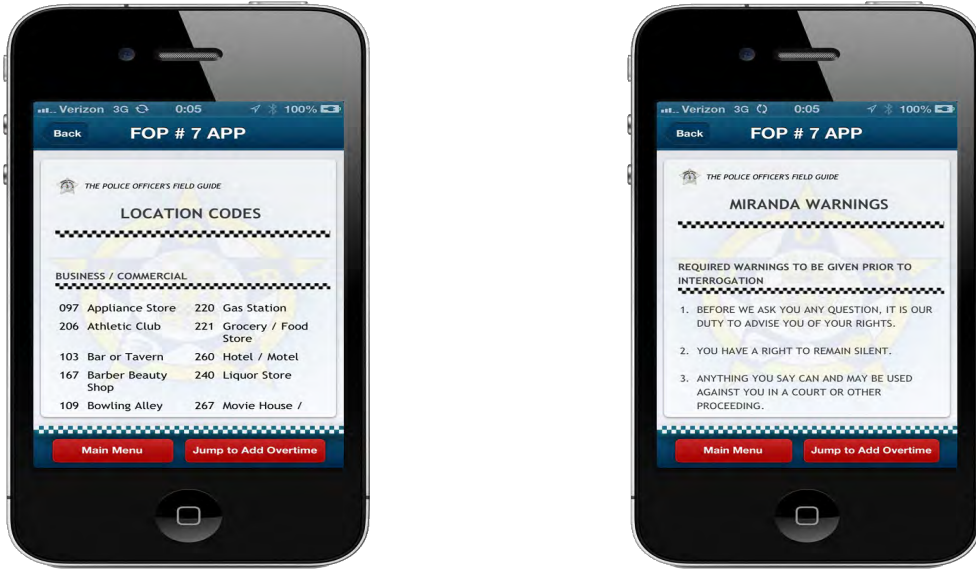 Verizon 3G 0:05 100%
Back FOP # 7 APP
THE POLICE OFFICER'S FIELD GUIDE
LOCATION CODES
BUSINESS / COMMERCIAL
097 Appliance Store 220 Gas Station
206 Athletic Club 221 Grocery / Food
Store
103 Bar or Tavern 260 Hotel / Motel
167 Barber Beauty 240 Liquor Store
Shop
109 Bowling Alley 267 Movie House /
Main Menu Jump to Add Overtime
Verizon 3G 0:05 100%
Back FOP # 7 APP
THE POLICE OFFICER'S FIELD GUIDE
MIRANDA WARNINGS
REQUIRED WARNINGS TO BE GIVEN PRIOR TO
INTERROGATION
1. BEFORE WE ASK YOU ANY QUESTION, IT IS OUR
DUTY TO ADVISE YOU OF YOUR RIGHTS.
2. YOU HAVE A RIGHT TO REMAIN SILENT.
3. ANYTHING YOU SAY CAN AND MAY BE USED
AGAINST YOU IN A COURT OR OTHER
PROCEEDING.
Main Menu Jump to Add Overtime